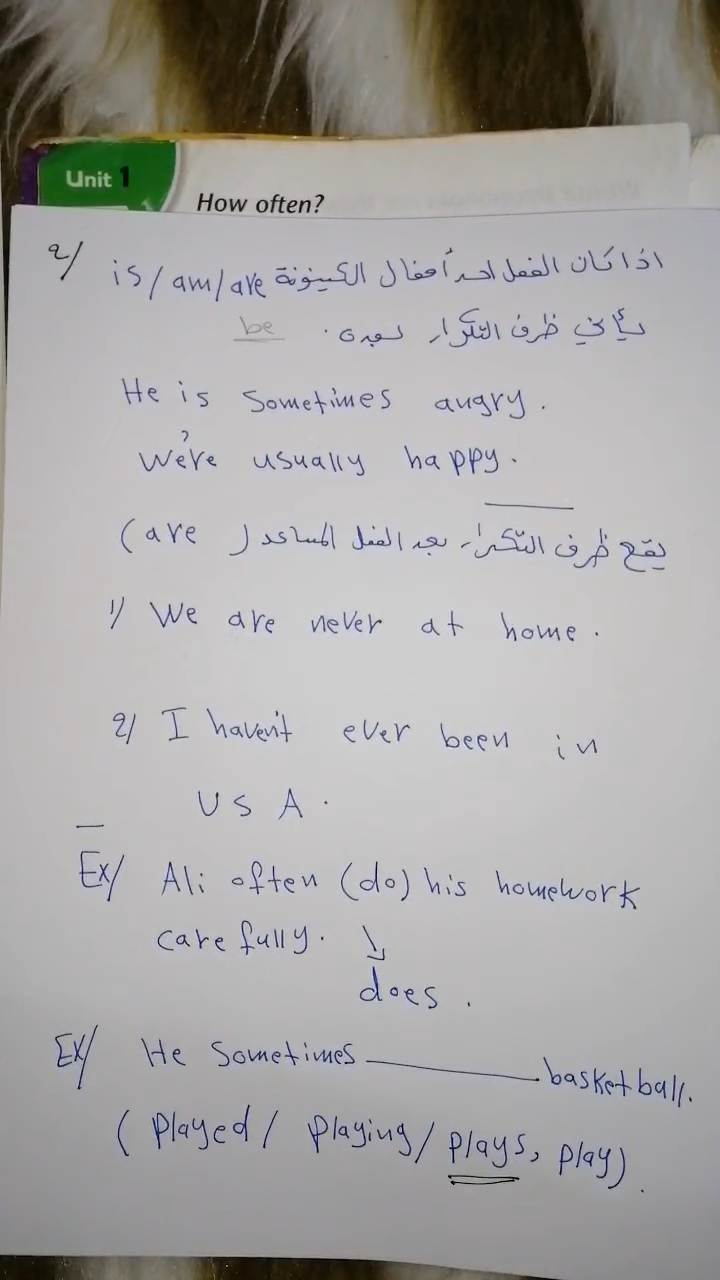 Unit 1
How often?
2/ اذا كان الفعل احد أفعال الكينونة is/am/are
يأتي ظرف التكرار بعدها. be
He is sometimes angry.
We're usually happy.
يقع ظرف التكرار بعد الفعل المساعد (are
1/ We are never at home.
2/ I haven't ever been in
USA.
Ex/ Ali often (do) his homework
carefully.
does.
Ex/ He sometimes ________ basketball.
(played/ playing/ plays, play).